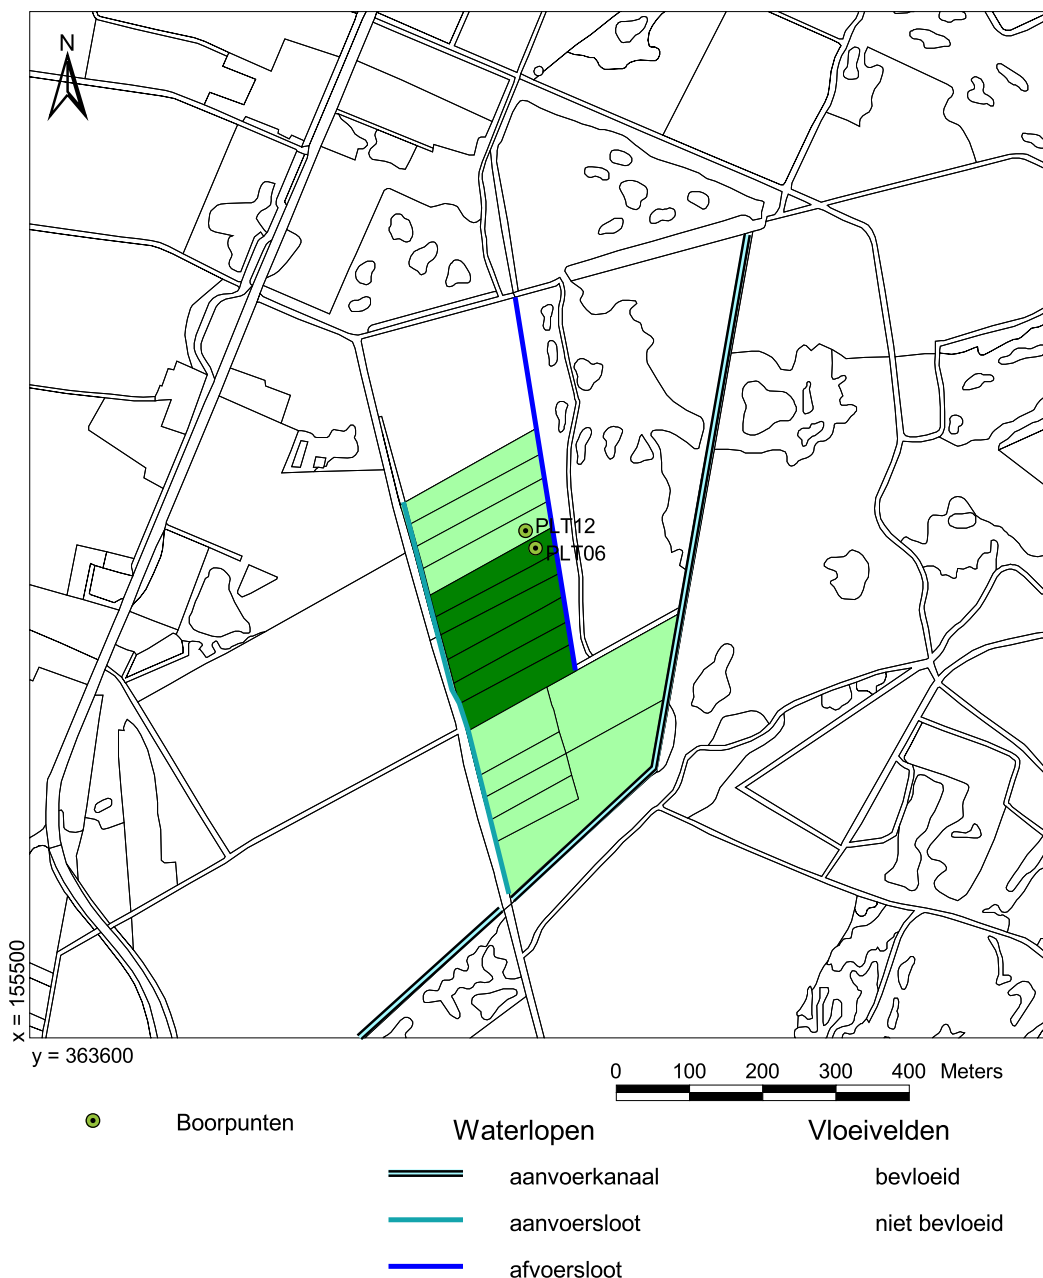 N
PLT12
PLT06
x = 155500
y = 363600
0 100 200 300 400 Meters
Boorpunten
Waterlopen
aanvoerkanaal
aanvoersloot
afvoersloot
Vloeivelden
bevloeid
niet bevloeid